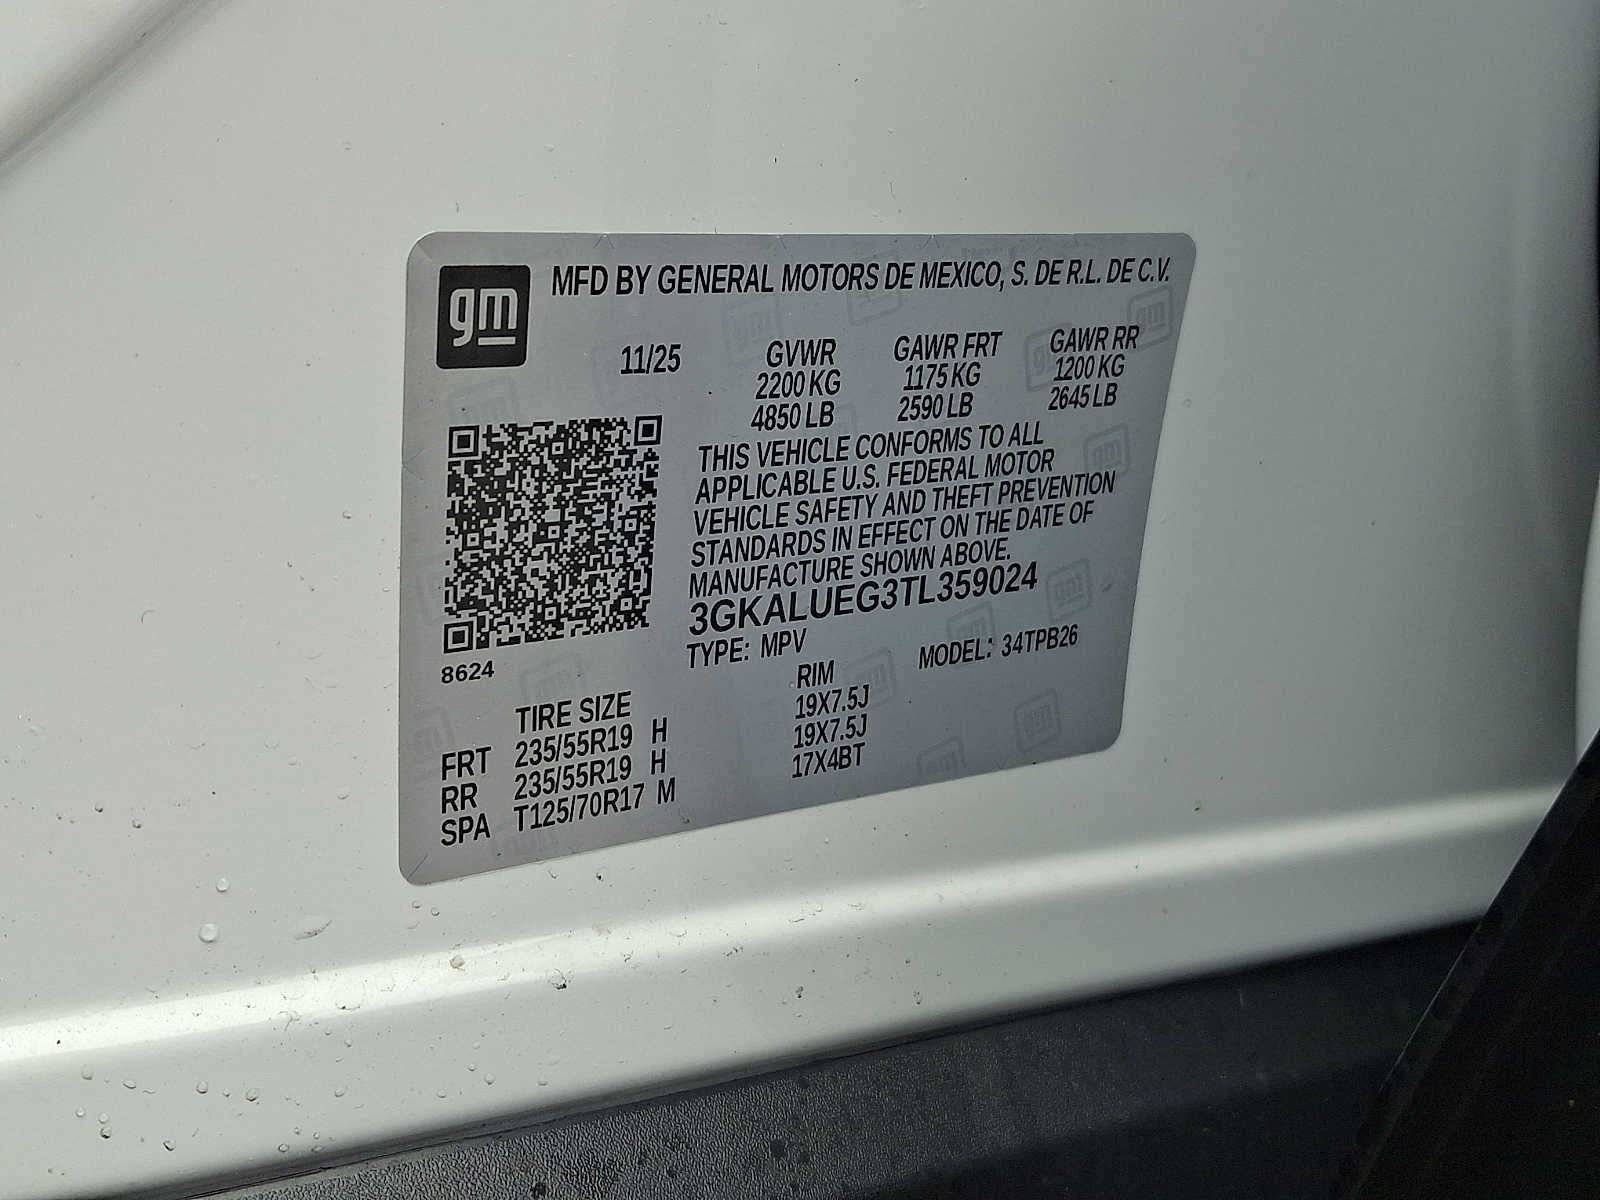 gm
MFD BY GENERAL MOTORS DE MEXICO, S. DE R.L. DE C.V.
11/25 GVWR GAWR FRT GAWR RR
2200 KG 1175 KG 1200 KG
4850 LB 2590 LB 2645 LB
THIS VEHICLE CONFORMS TO ALL
APPLICABLE U.S. FEDERAL MOTOR
VEHICLE SAFETY AND THEFT PREVENTION
STANDARDS IN EFFECT ON THE DATE OF
MANUFACTURE SHOWN ABOVE.
3GKALUEG3TL359024
TYPE: MPV MODEL: 34TPB26
8624
TIRE SIZE RIM
FRT 235/55R19 H 19X7.5J
RR 235/55R19 H 19X7.5J
SPA T125/70R17 M 17X4BT